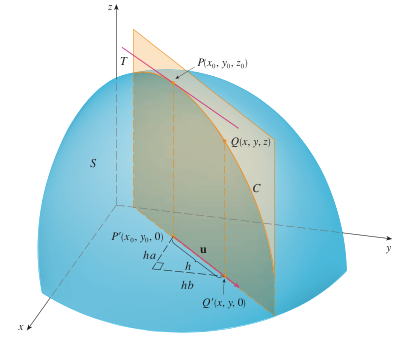 z
T
P(x₀, y₀, z₀)
Q(x, y, z)
S
C
P′(x₀, y₀, 0)
u
y
ha
h
hb
Q′(x, y, 0)
x